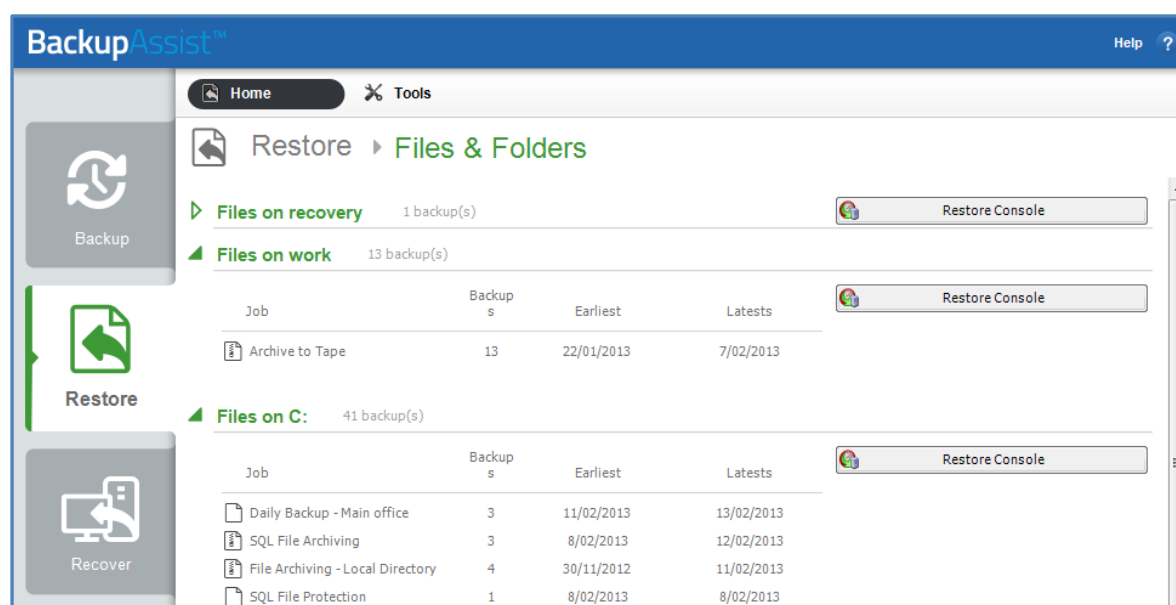 BackupAssist™
Help ?
Home Tools
Restore Files & Folders
Files on recovery 1 backup(s) Restore Console
Files on work 13 backup(s)
Job Backup s Earliest Latests Restore Console
Archive to Tape 13 22/01/2013 7/02/2013
Files on C: 41 backup(s)
Job Backup s Earliest Latests Restore Console
Daily Backup - Main office 3 11/02/2013 13/02/2013
SQL File Archiving 3 8/02/2013 12/02/2013
File Archiving - Local Directory 4 30/11/2012 11/02/2013
SQL File Protection 1 8/02/2013 8/02/2013
Backup
Restore
Recover